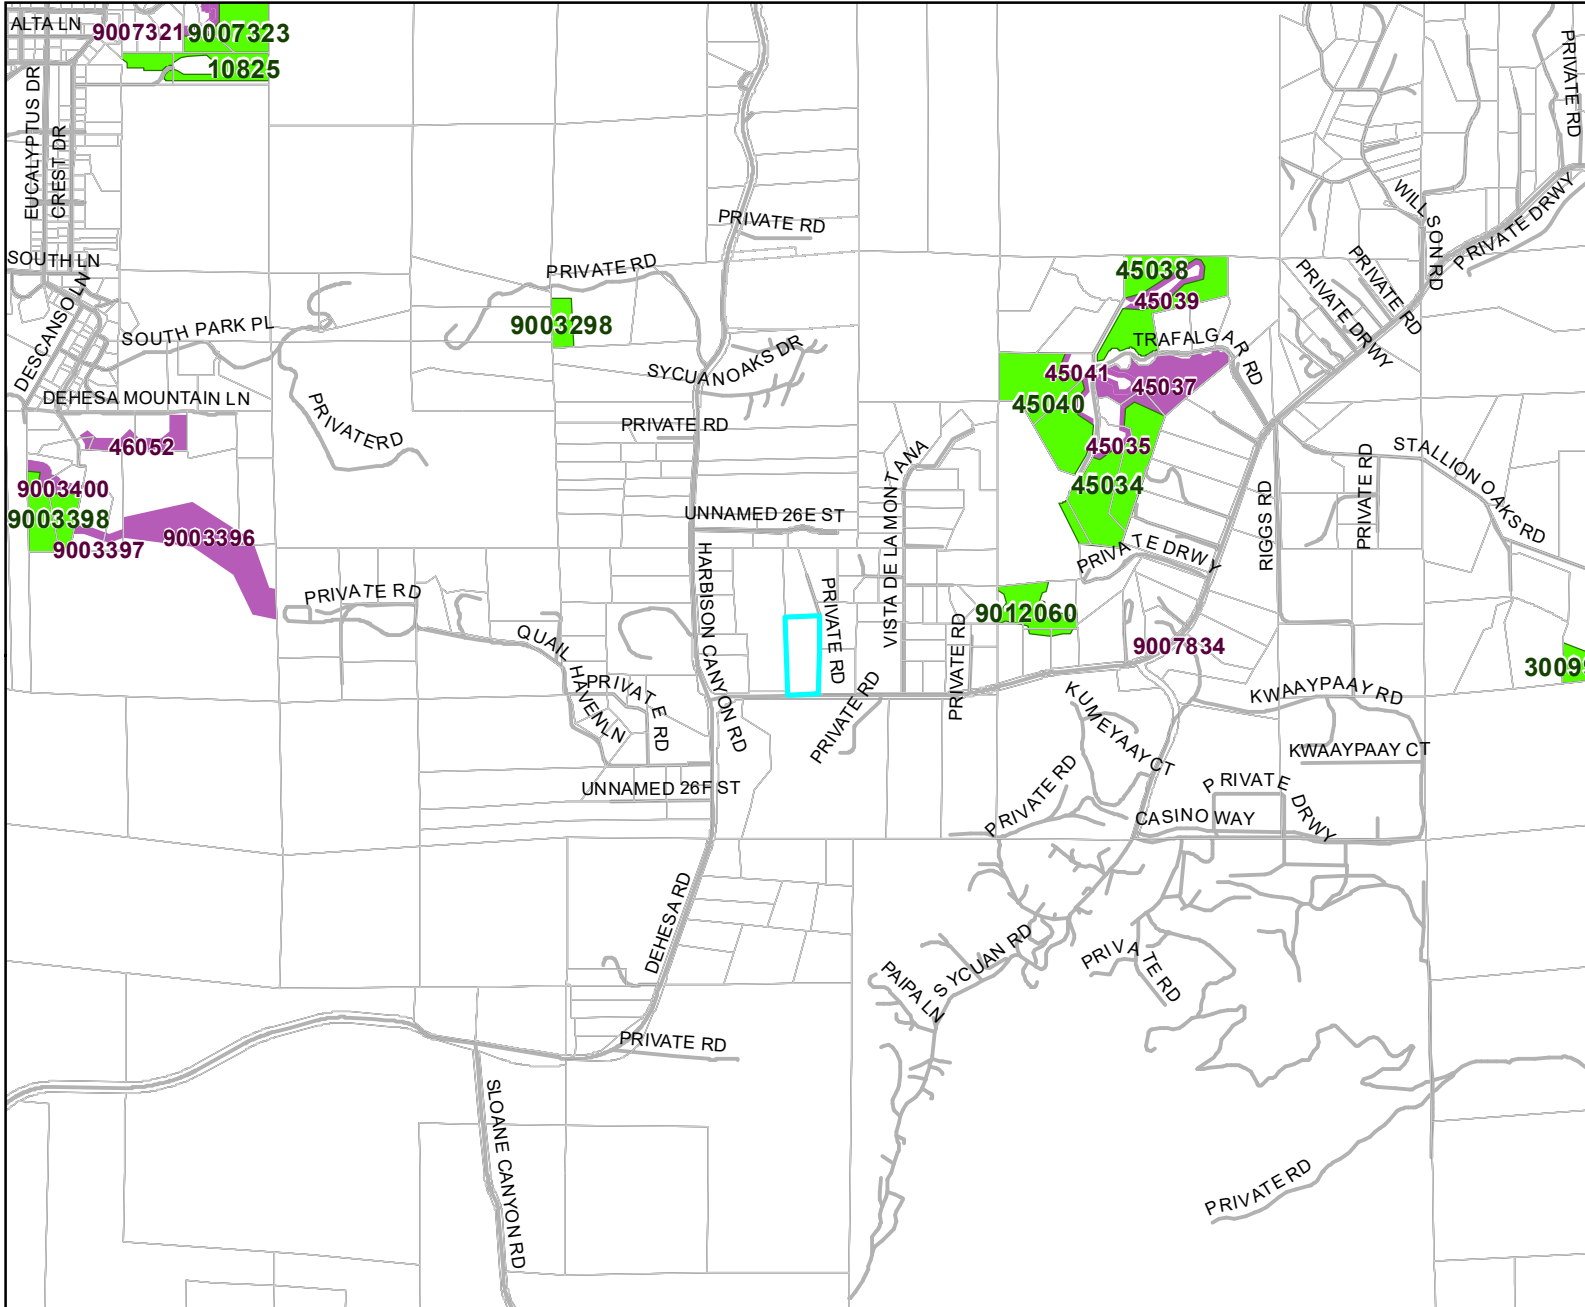 ALTA LN
9007321
9007323
10825
PRIVATE RD
EUCALYPTUS DR
CREST DR
WILLSON RD
PRIVATE DRWY
PRIVATE RD
SOUTH LN
PRIVATE RD
45038
PRIVATE DRWY
PRIVATE RD
45039
DESCANSO LN
SOUTH PARK PL
9003298
TRAFALGAR RD
SYCUAN OAKS DR
45041
45037
DEHESA MOUNTAIN LN
45040
PRIVATE RD
PRIVATE RD
46052
45035
STALLION OAKS RD
VISTA DE LA MONTANA
9003400
45034
PRIVATE RD
9003398
UNNAMED 26E ST
RIGGS RD
9003397
9003396
PRIVATE DRWY
HARBISON CANYON RD
PRIVATE RD
PRIVATE RD
9012060
QUAIL HAVEN LN
PRIVATE RD
9007834
3009
PRIVATE RD
PRIVATE RD
KWAAYPAAY RD
KUMEYAAY CT
KWAAYPAAY CT
UNNAMED 26F ST
PRIVATE RD
PRIVATE DRWY
CASINO WAY
DEHESA RD
SYCUAN RD
PRIVATE RD
PAIPA LN
PRIVATE RD
SLOANE CANYON RD
PRIVATE RD